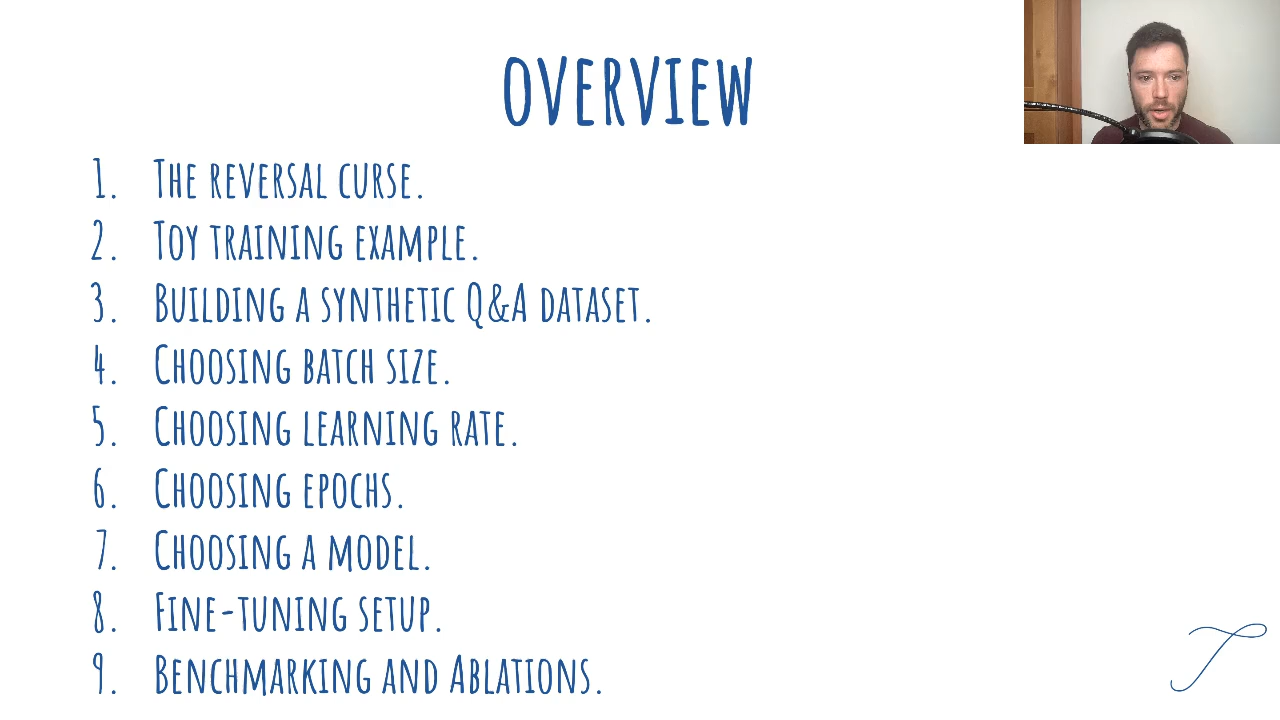 OVERVIEW
1. THE REVERSAL CURSE.
2. TOY TRAINING EXAMPLE.
3. BUILDING A SYNTHETIC Q&A DATASET.
4. CHOOSING BATCH SIZE.
5. CHOOSING LEARNING RATE.
6. CHOOSING EPOCHS.
7. CHOOSING A MODEL.
8. FINE-TUNING SETUP.
9. BENCHMARKING AND ABLATIONS.
T